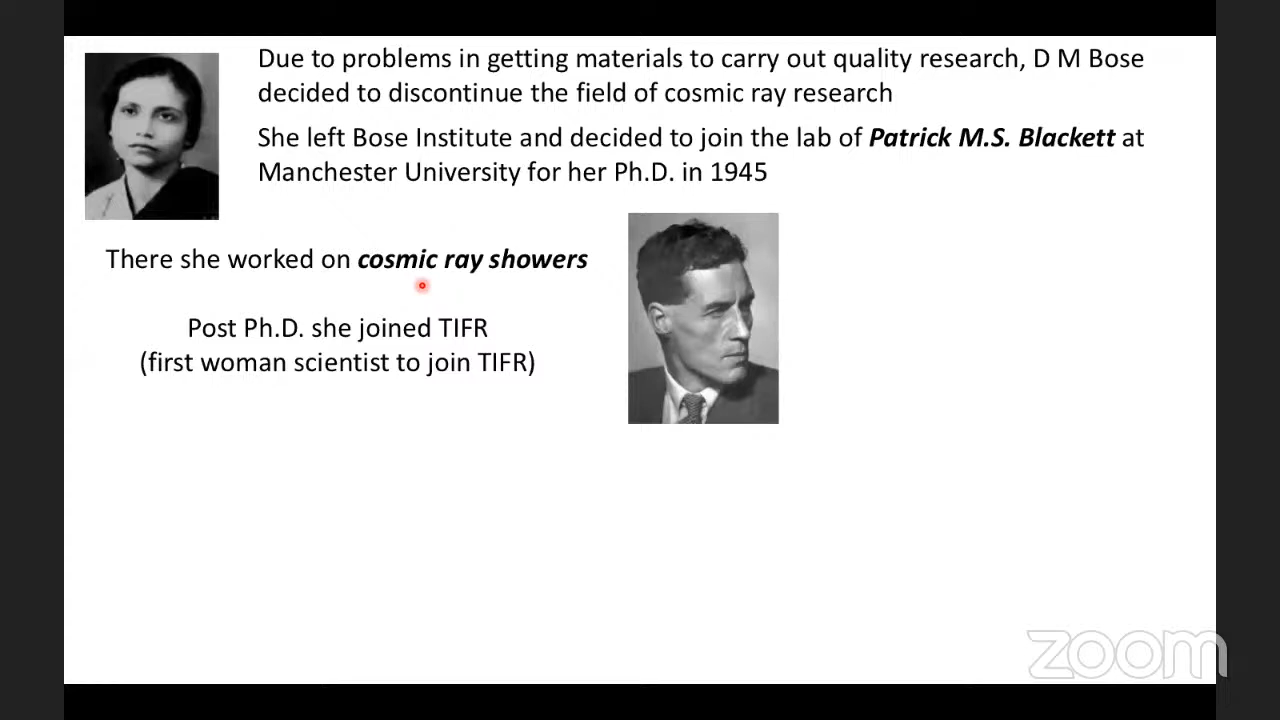 Due to problems in getting materials to carry out quality research, D M Bose
decided to discontinue the field of cosmic ray research
She left Bose Institute and decided to join the lab of Patrick M.S. Blackett at
Manchester University for her Ph.D. in 1945
There she worked on cosmic ray showers
Post Ph.D. she joined TIFR
(first woman scientist to join TIFR)
zoom